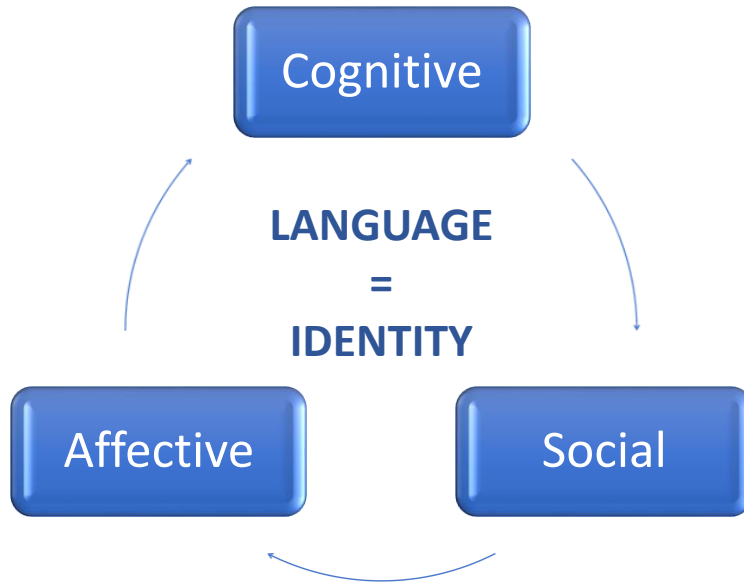 Cognitive
LANGUAGE
=
IDENTITY
Affective
Social